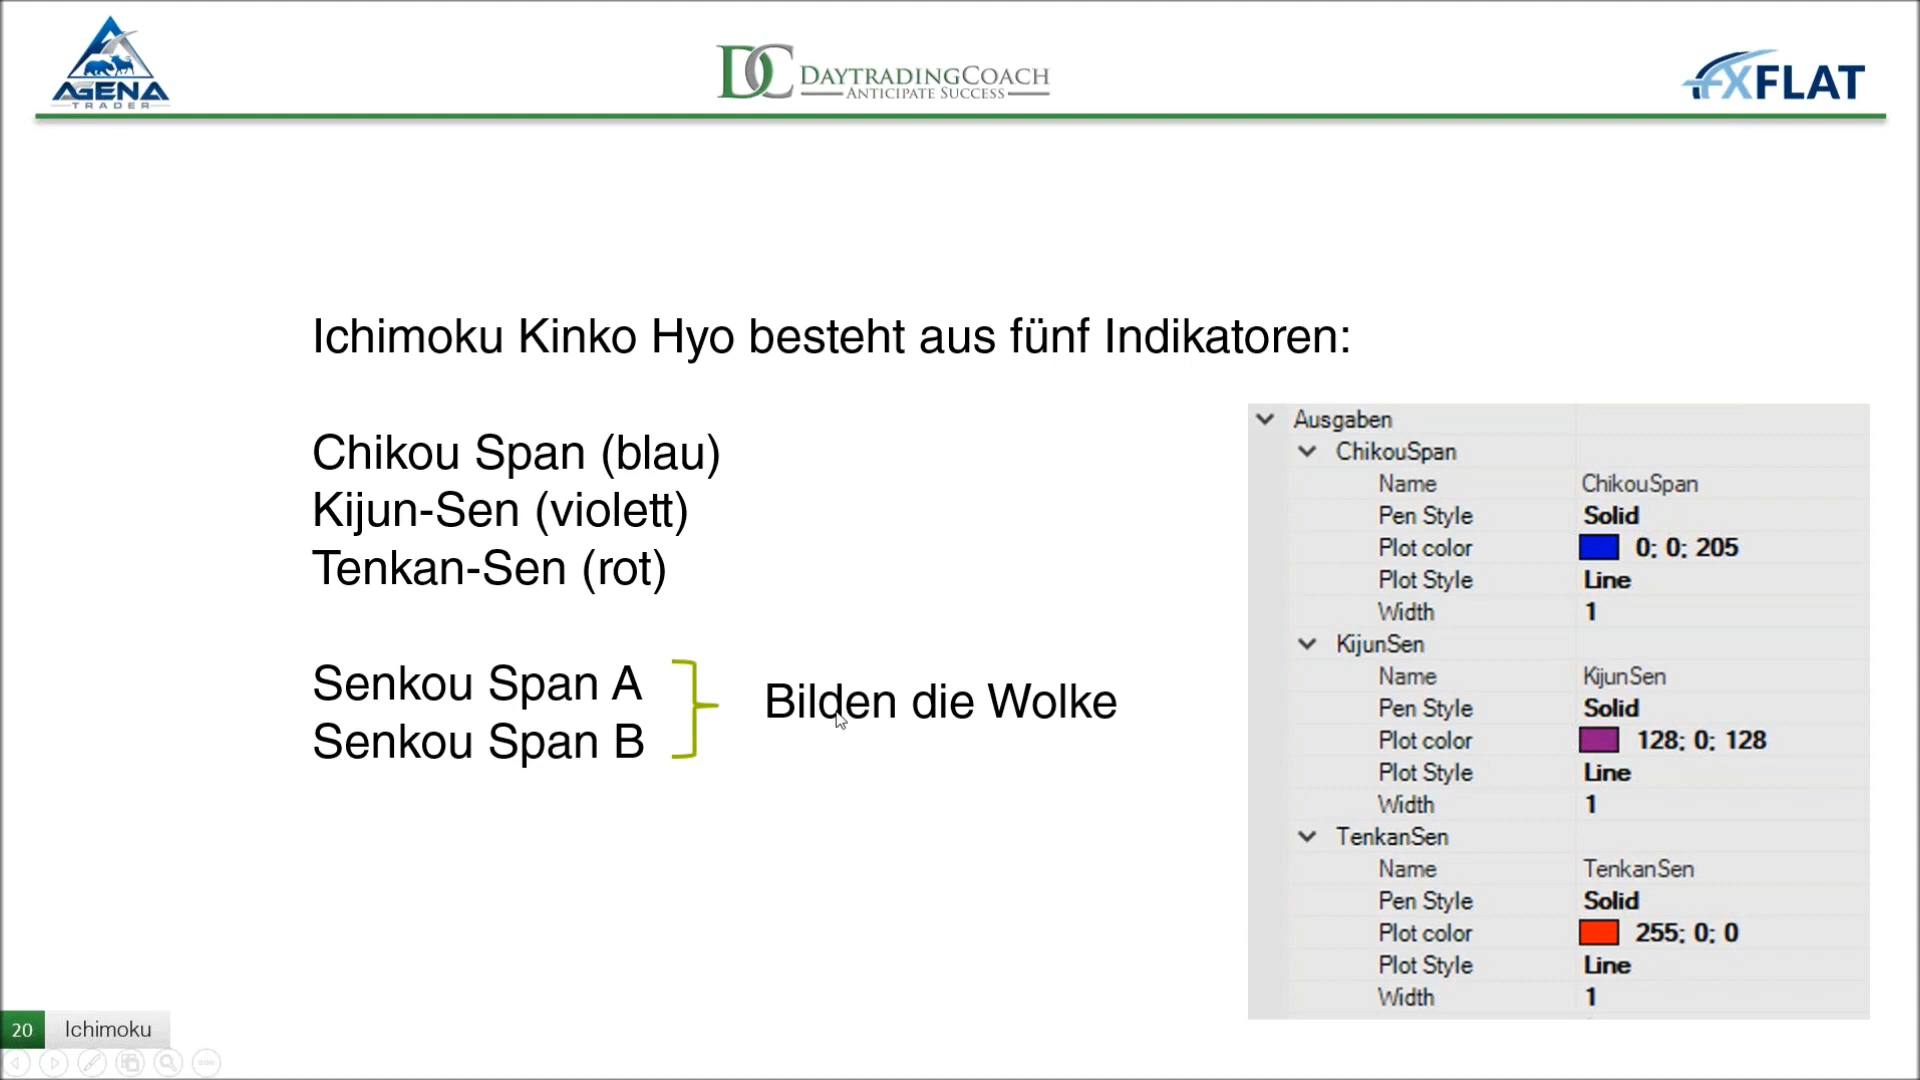 AGENA
TRADER
DC DAYTRADINGCOACH
ANTICIPATE SUCCESS
FXFLAT
Ichimoku Kinko Hyo besteht aus fünf Indikatoren:
Chikou Span (blau)
Kijun-Sen (violett)
Tenkan-Sen (rot)
Senkou Span A
Senkou Span B
Bilden die Wolke
Ausgaben
ChikouSpan
Name ChikouSpan
Pen Style Solid
Plot color 0; 0; 205
Plot Style Line
Width 1
KijunSen
Name KijunSen
Pen Style Solid
Plot color 128; 0; 128
Plot Style Line
Width 1
TenkanSen
Name TenkanSen
Pen Style Solid
Plot color 255; 0; 0
Plot Style Line
Width 1
20 Ichimoku